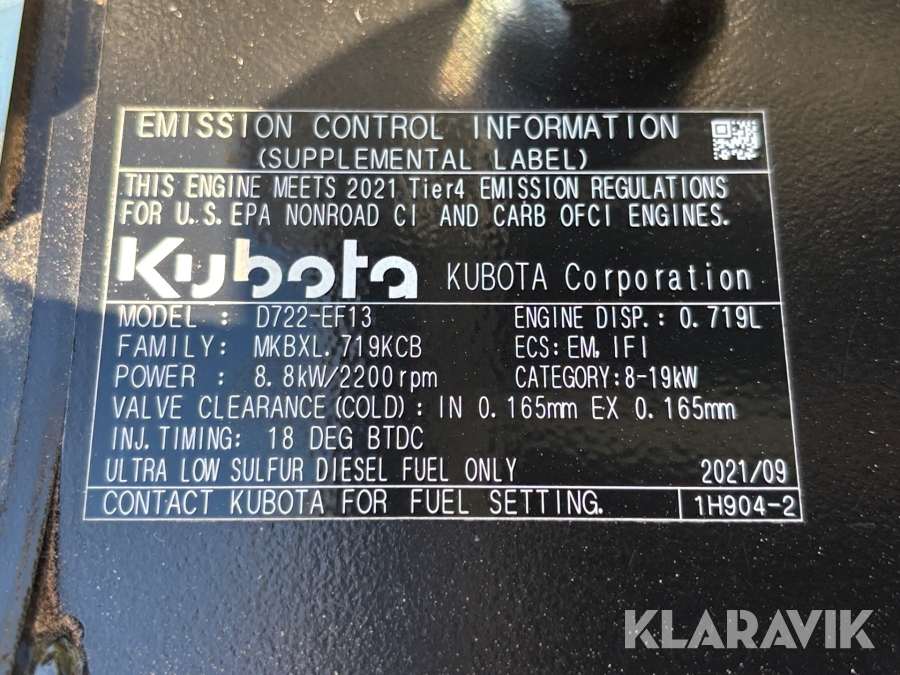 EMISSION CONTROL INFORMATION
(SUPPLEMENTAL LABEL)
THIS ENGINE MEETS 2021 Tier4 EMISSION REGULATIONS
FOR U.S.EPA NONROAD CI AND CARB OFCI ENGINES.
Kubota KUBOTA Corporation
MODEL : D722-EF13 ENGINE DISP.: 0.719L
FAMILY: MKBXL.719KCB ECS:EM,IFI
POWER : 8.8kW/2200rpm CATEGORY:8-19kW
VALVE CLEARANCE(COLD): IN 0.165mm EX 0.165mm
INJ.TIMING: 18 DEG BTDC
ULTRA LOW SULFUR DIESEL FUEL ONLY 2021/09
CONTACT KUBOTA FOR FUEL SETTING. 1H904-2
KLARAVIK